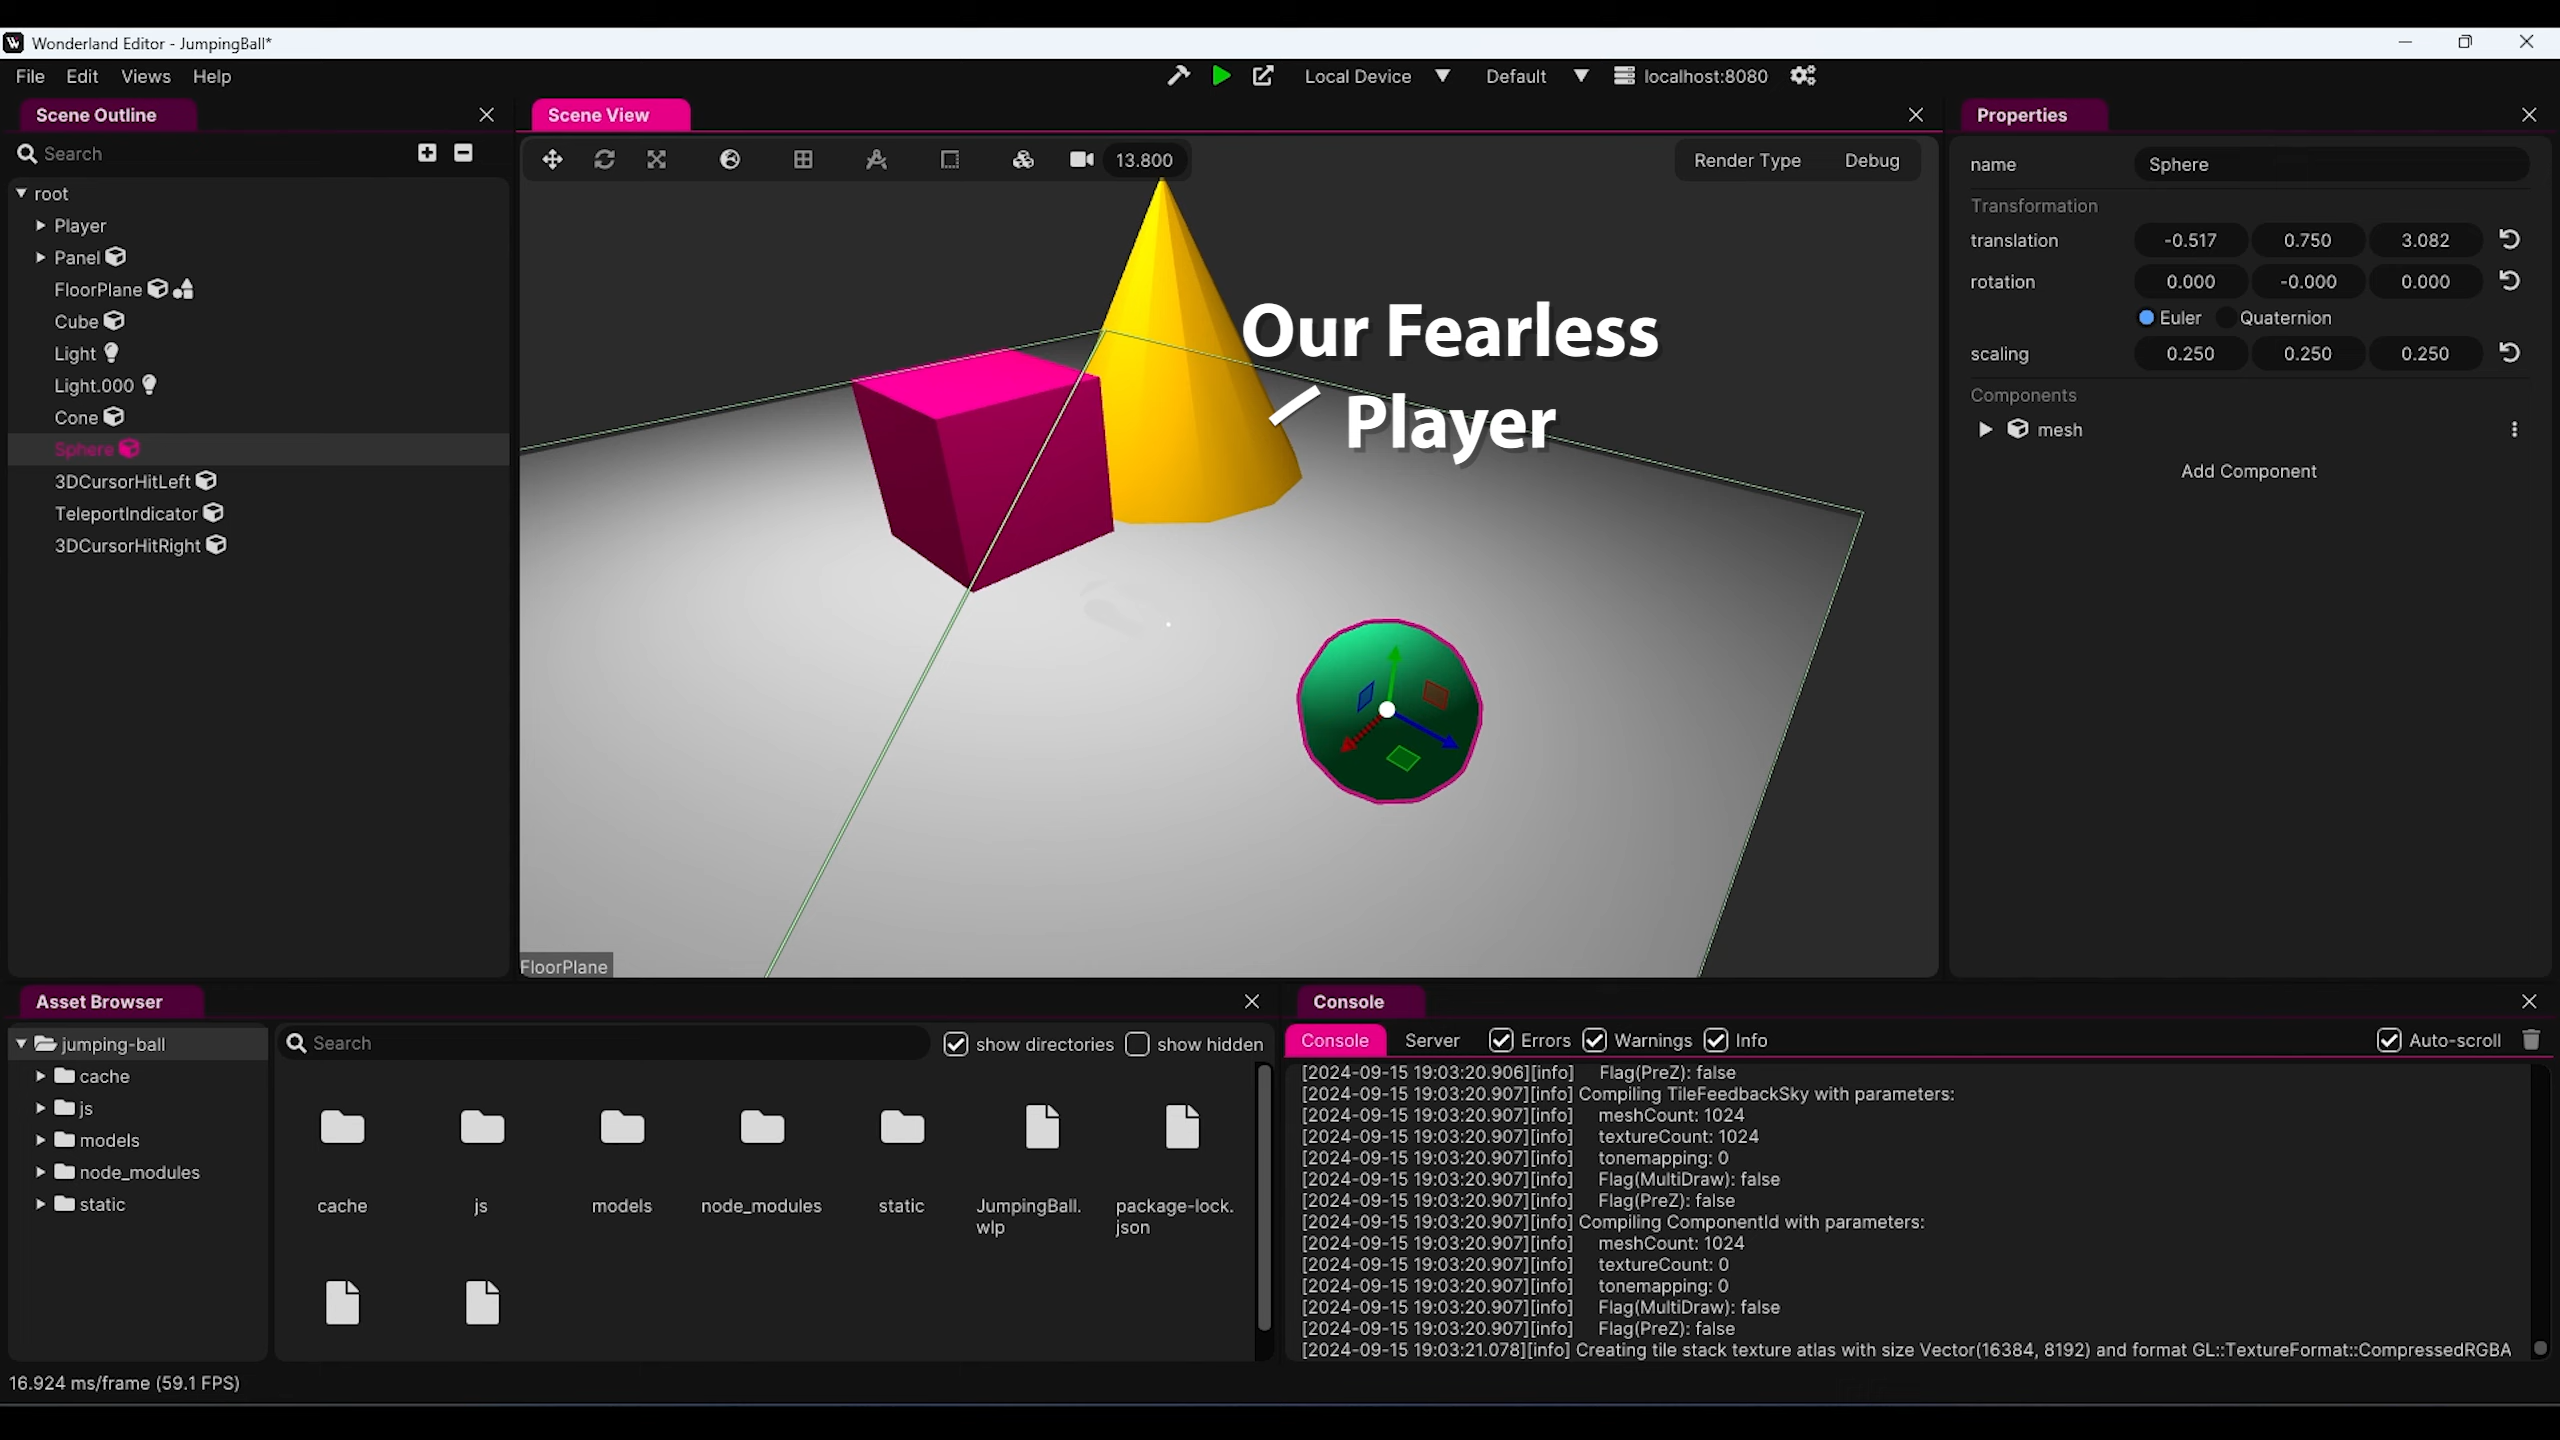 Wonderland Editor - JumpingBall*
File Edit Views Help
Local Device Default localhost:8080
Scene Outline
Search
root
Player
Panel
FloorPlane
Cube
Light
Light.000
Cone
Sphere
3DCursorHitLeft
TeleportIndicator
3DCursorHitRight
Scene View
13.800
Render Type Debug
Our Fearless
Player
FloorPlane
Properties
name Sphere
Transformation
translation -0.517 0.750 3.082
rotation 0.000 -0.000 0.000
Euler Quaternion
scaling 0.250 0.250 0.250
Components
mesh
Add Component
Asset Browser
jumping-ball
cache
js
models
node_modules
static
Search show directories show hidden
cache js models node_modules static JumpingBall. package-lock.
wlp json
Console
Console Server Errors Warnings Info Auto-scroll
[2024-09-15 19:03:20.906][info] Flag(PreZ): false
[2024-09-15 19:03:20.907][info] Compiling TileFeedbackSky with parameters:
[2024-09-15 19:03:20.907][info] meshCount: 1024
[2024-09-15 19:03:20.907][info] textureCount: 1024
[2024-09-15 19:03:20.907][info] tonemapping: 0
[2024-09-15 19:03:20.907][info] Flag(MultiDraw): false
[2024-09-15 19:03:20.907][info] Flag(PreZ): false
[2024-09-15 19:03:20.907][info] Compiling ComponentId with parameters:
[2024-09-15 19:03:20.907][info] meshCount: 1024
[2024-09-15 19:03:20.907][info] textureCount: 0
[2024-09-15 19:03:20.907][info] tonemapping: 0
[2024-09-15 19:03:20.907][info] Flag(MultiDraw): false
[2024-09-15 19:03:20.907][info] Flag(PreZ): false
[2024-09-15 19:03:21.078][info] Creating tile stack texture atlas with size Vector(16384, 8192) and format GL::TextureFormat::CompressedRGBA
16.924 ms/frame (59.1 FPS)